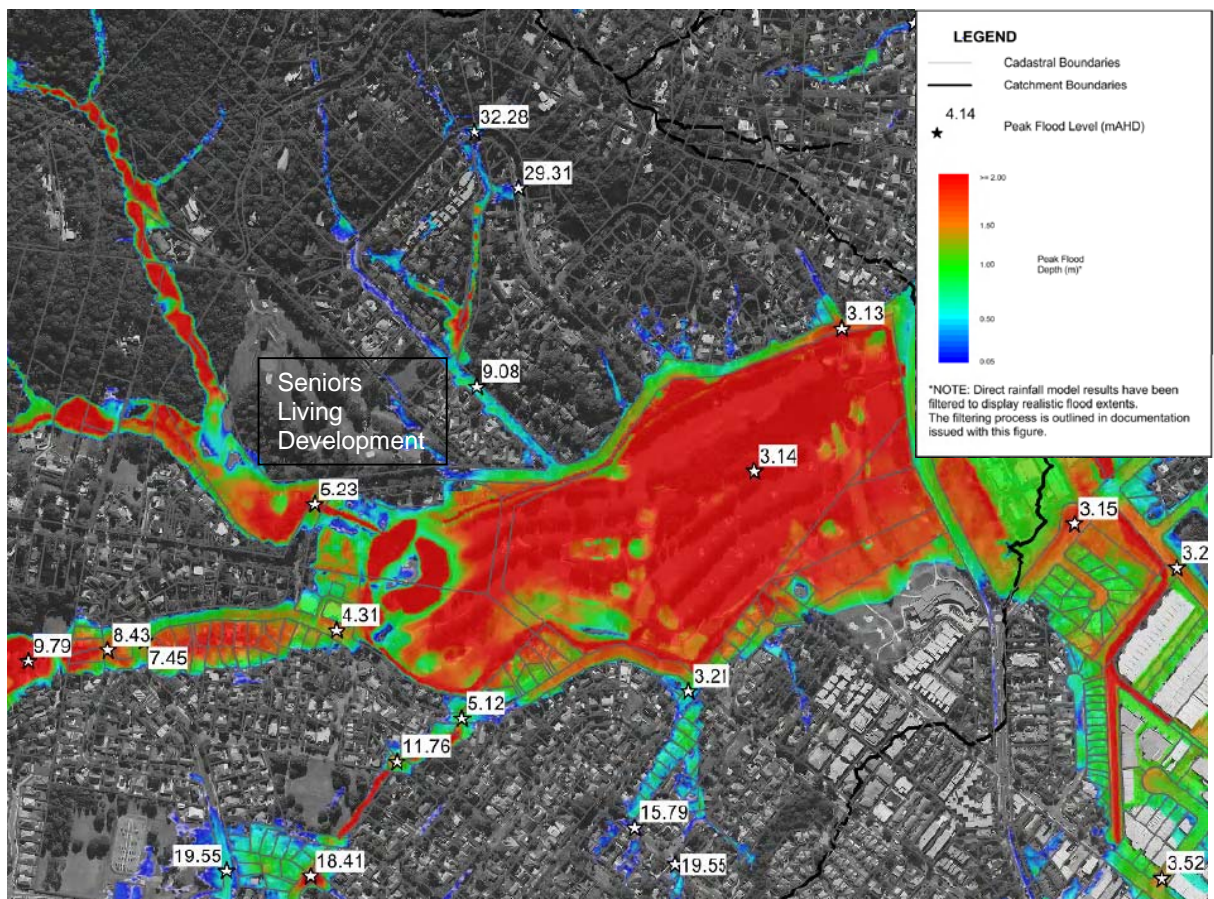 LEGEND
Cadastral Boundaries
Catchment Boundaries
4.14
Peak Flood Level (mAHD)
>= 2.00
1.50
1.00
Peak Flood
Depth (m)*
0.50
0.05
*NOTE: Direct rainfall model results have been
filtered to display realistic flood extents.
The filtering process is outlined in documentation
issued with this figure.
32.28
29.31
3.13
9.08
Seniors
Living
Development
3.14
5.23
3.15
3.2
4.31
8.43
9.79
7.45
3.21
5.12
11.76
15.79
19.55
18.41
19.55
3.52